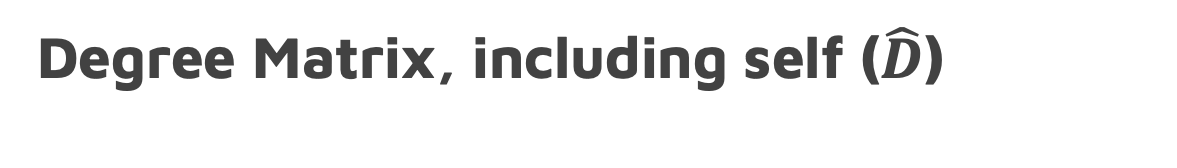 Degree Matrix, including self (D̂)